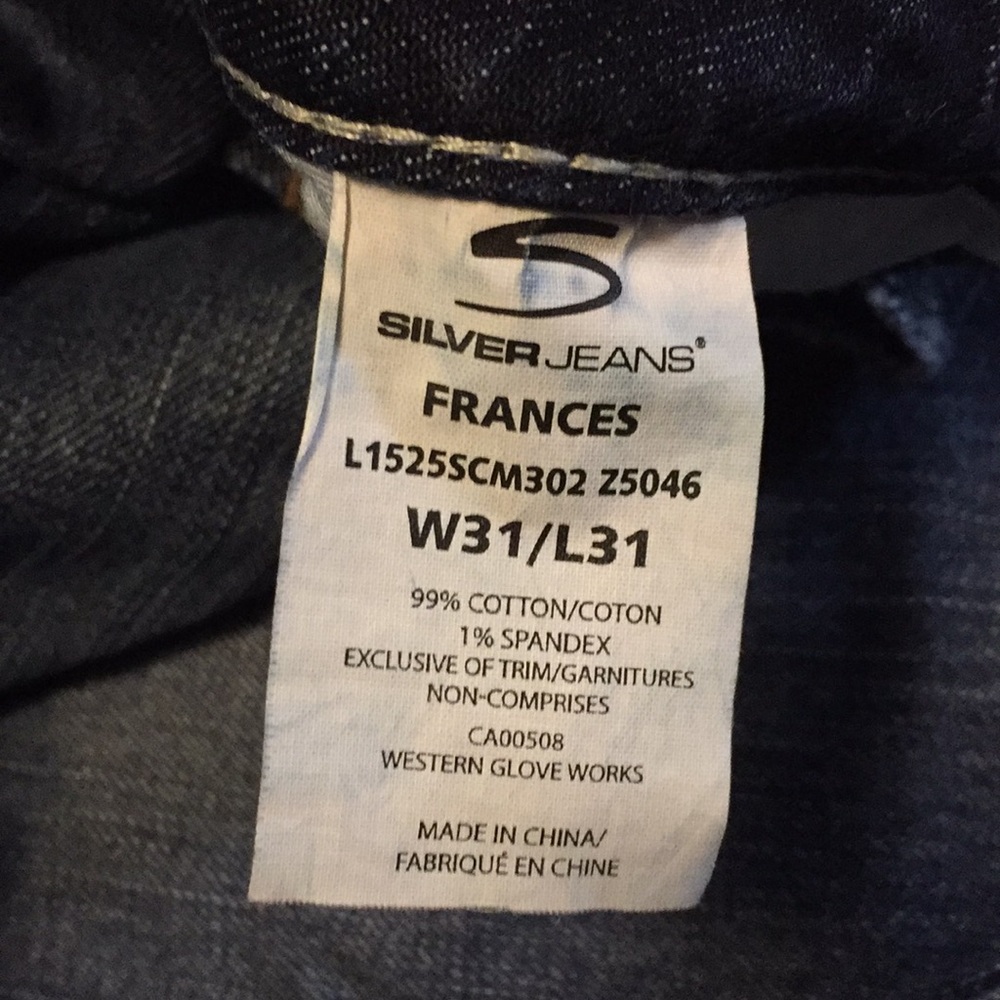 S
SILVER JEANS®
FRANCES
L1525SCM302 Z5046
W31/L31
99% COTTON/COTON
1% SPANDEX
EXCLUSIVE OF TRIM/GARNITURES
NON-COMPRISES
CA00508
WESTERN GLOVE WORKS
MADE IN CHINA/
FABRIQUÉ EN CHINE